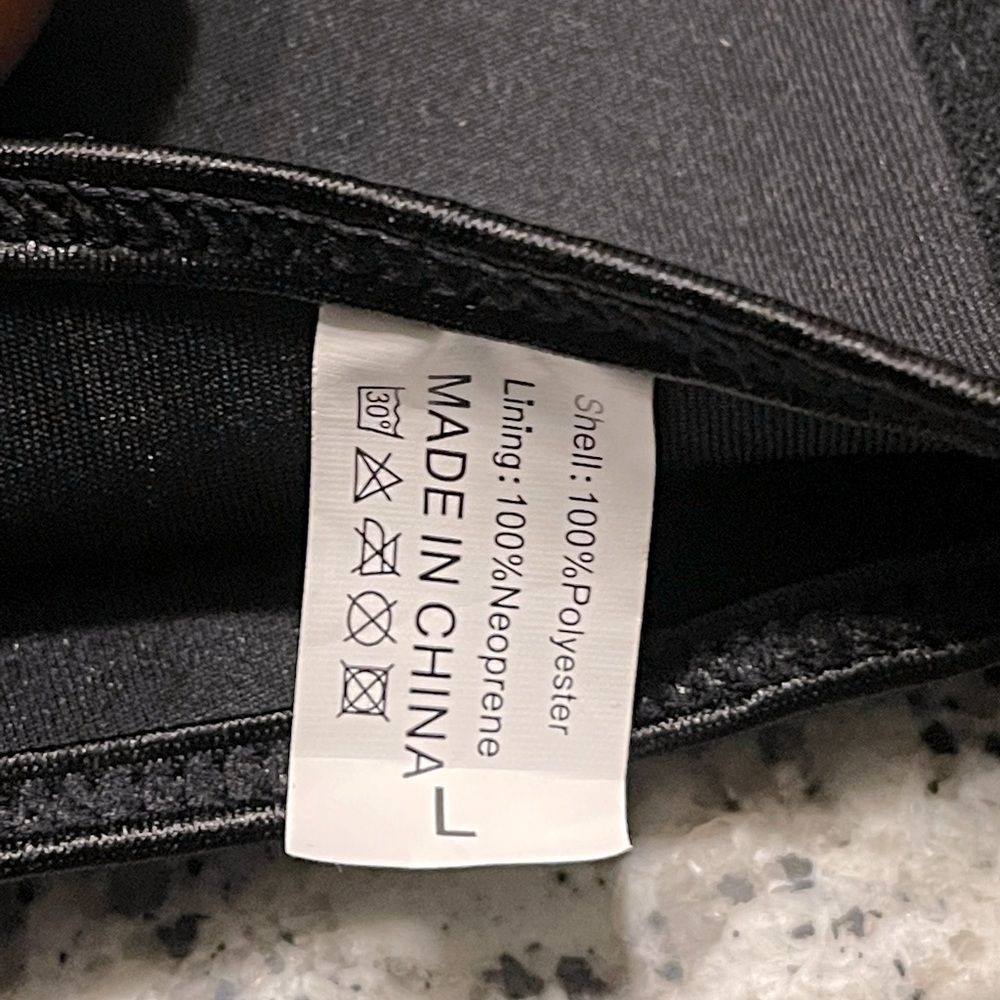 Shell:100%Polyester
Lining:100%Neoprene
MADE IN CHINA
30°
L